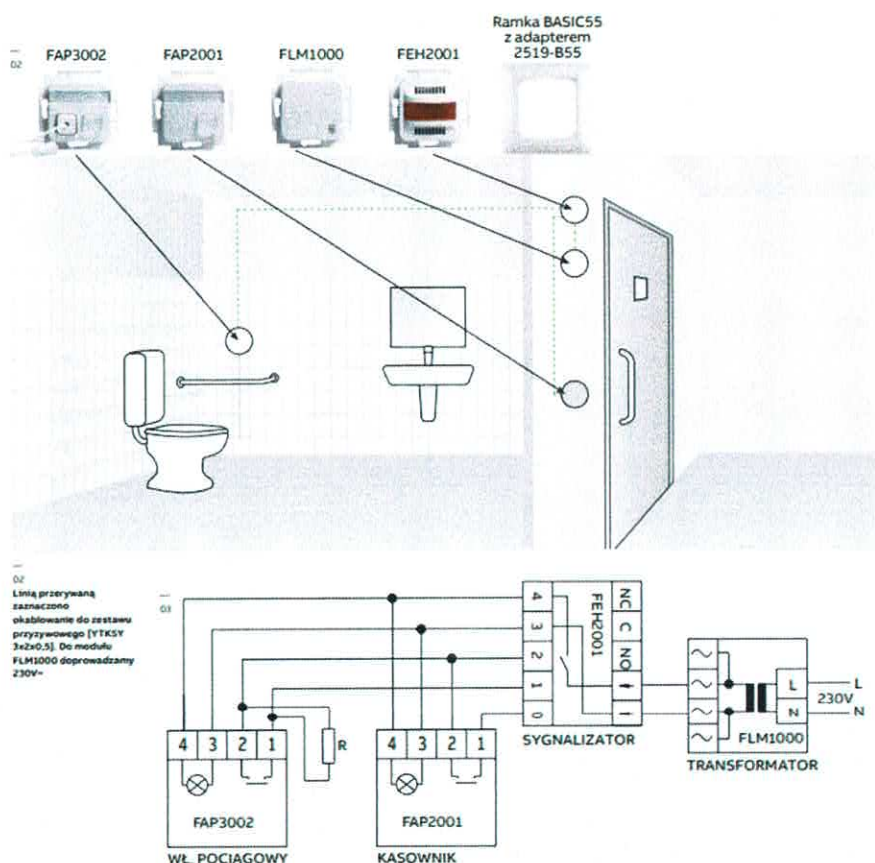 Ramka BASIC55
z adapterem
2519-B55
02
FAP3002
FAP2001
FLM1000
FEH2001
02
Linią przerywaną
zaznaczono
okablowanie do zestawu
przyzywowego [YTKSY
3x2x0,5]. Do modułu
FLM1000 doprowadzamy
230V~
03
4
3
2
1
0
FEH2001
NC
C
NO
+
-
SYGNALIZATOR
~
~
~
~
L
N
FLM1000
L
230V
N
TRANSFORMATOR
4 3 2 1
R
FAP3002
WŁ. POCIĄGOWY
4 3 2 1
FAP2001
KASOWNIK